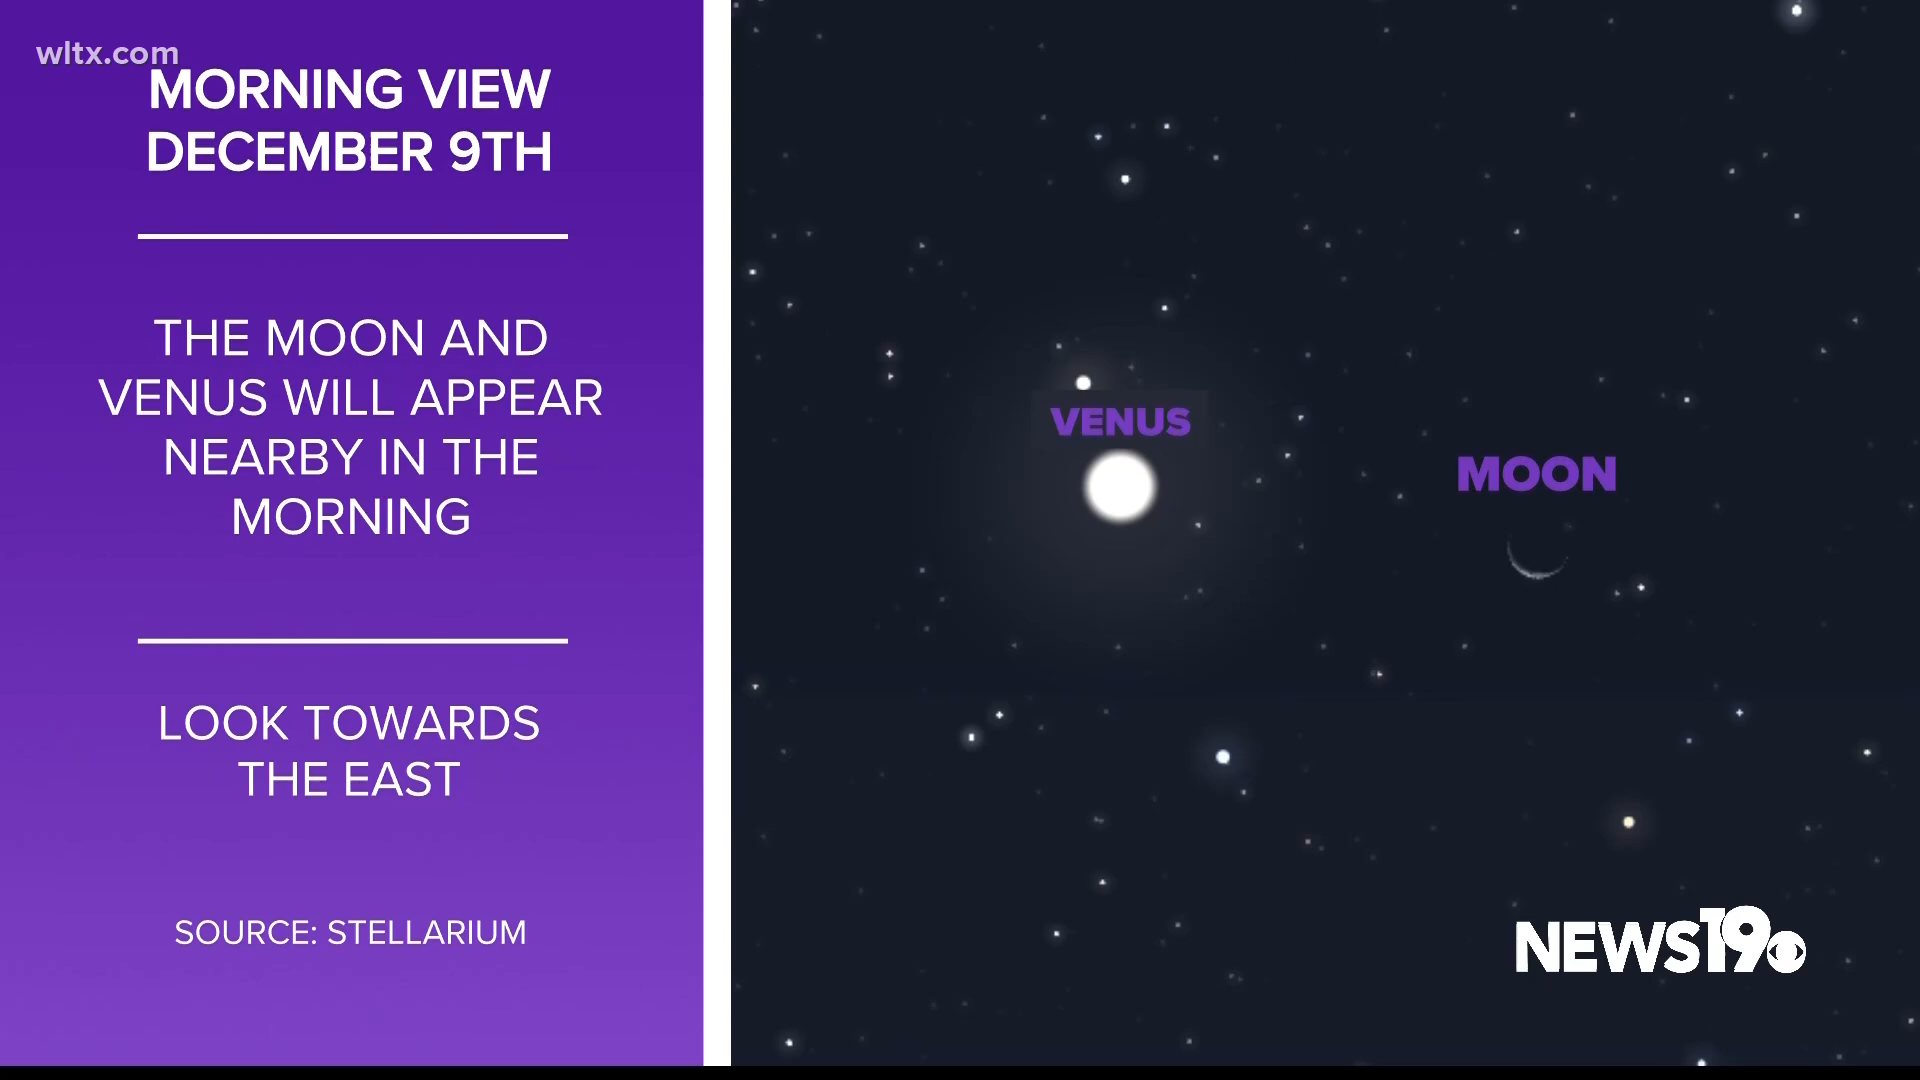 wltx.com
MORNING VIEW
DECEMBER 9TH
THE MOON AND
VENUS WILL APPEAR
NEARBY IN THE
MORNING
LOOK TOWARDS
THE EAST
SOURCE: STELLARIUM
VENUS
MOON
NEWS19